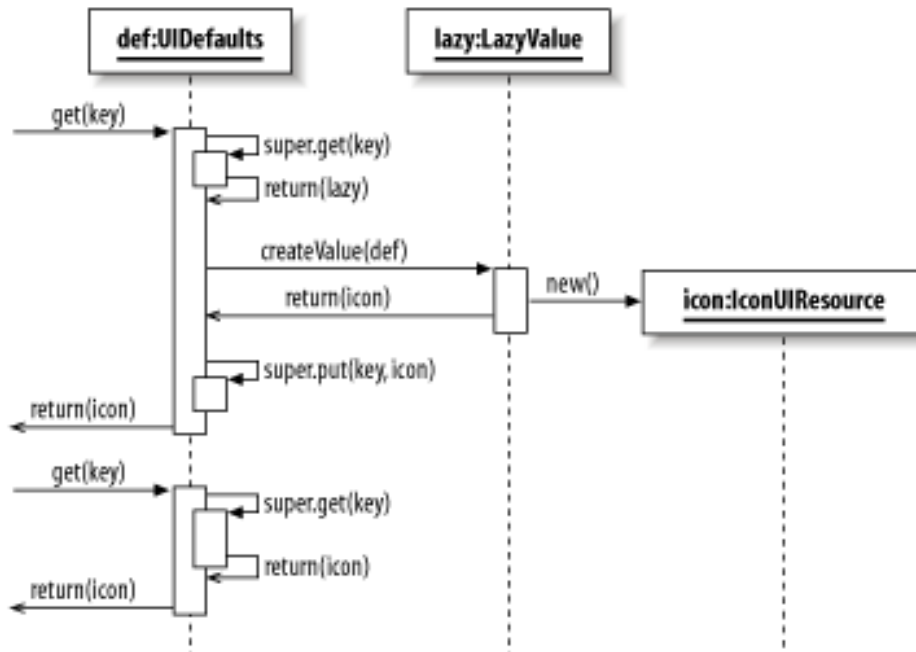 def:UIDefaults
lazy:LazyValue
get(key)
super.get(key)
return(lazy)
createValue(def)
new()
icon:IconUIResource
return(icon)
super.put(key, icon)
return(icon)
get(key)
super.get(key)
return(icon)
return(icon)